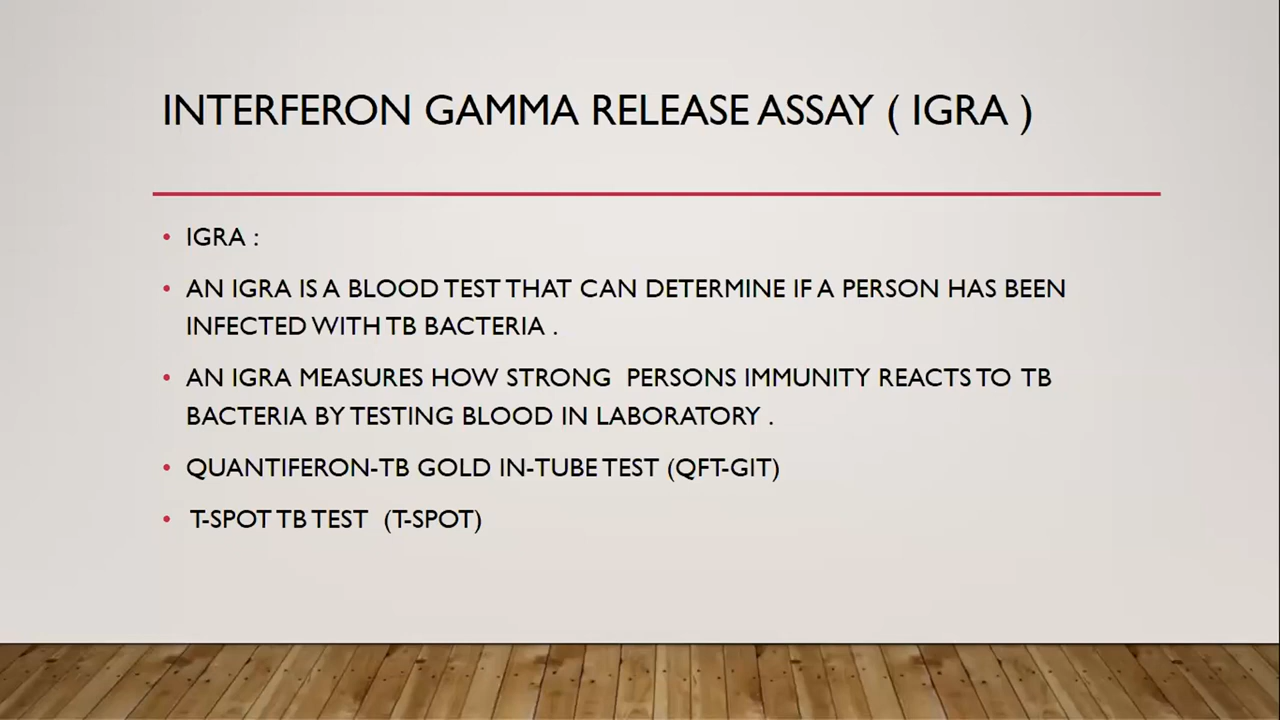 INTERFERON GAMMA RELEASE ASSAY ( IGRA )
• IGRA :
• AN IGRA IS A BLOOD TEST THAT CAN DETERMINE IF A PERSON HAS BEEN
INFECTED WITH TB BACTERIA .
• AN IGRA MEASURES HOW STRONG PERSONS IMMUNITY REACTS TO TB
BACTERIA BY TESTING BLOOD IN LABORATORY .
• QUANTIFERON-TB GOLD IN-TUBE TEST (QFT-GIT)
• T-SPOT TB TEST (T-SPOT)